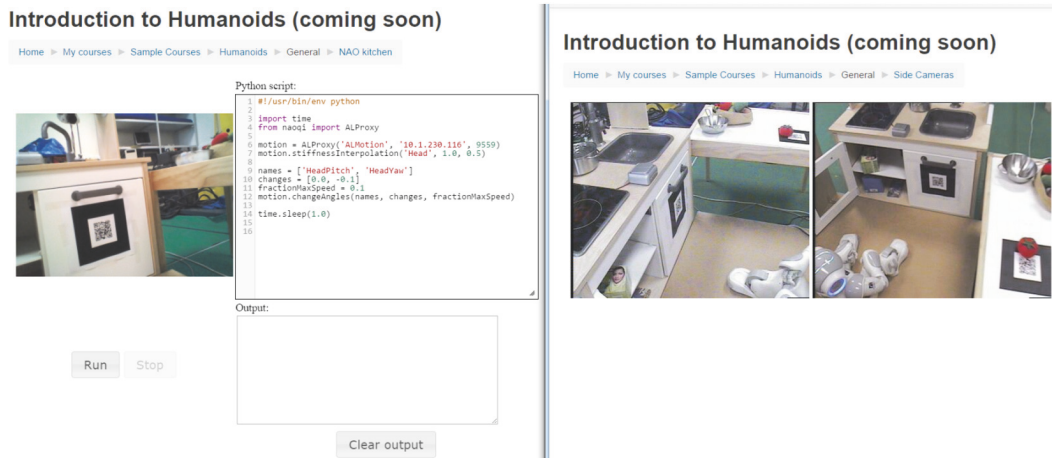 Introduction to Humanoids (coming soon)
Home ▶ My courses ▶ Sample Courses ▶ Humanoids ▶ General ▶ NAO kitchen
Python script:
1 #!/usr/bin/env python
2
3 import time
4 from naoqi import ALProxy
5
6 motion = ALProxy('ALMotion', '10.1.230.116', 9559)
7 motion.stiffnessInterpolation('Head', 1.0, 0.5)
8
9 names = ['HeadPitch', 'HeadYaw']
10 changes = [0.0, -0.1]
11 fractionMaxSpeed = 0.1
12 motion.changeAngles(names, changes, fractionMaxSpeed)
13
14 time.sleep(1.0)
15
16
Output:
Run Stop
Clear output
Introduction to Humanoids (coming soon)
Home ▶ My courses ▶ Sample Courses ▶ Humanoids ▶ General ▶ Side Cameras